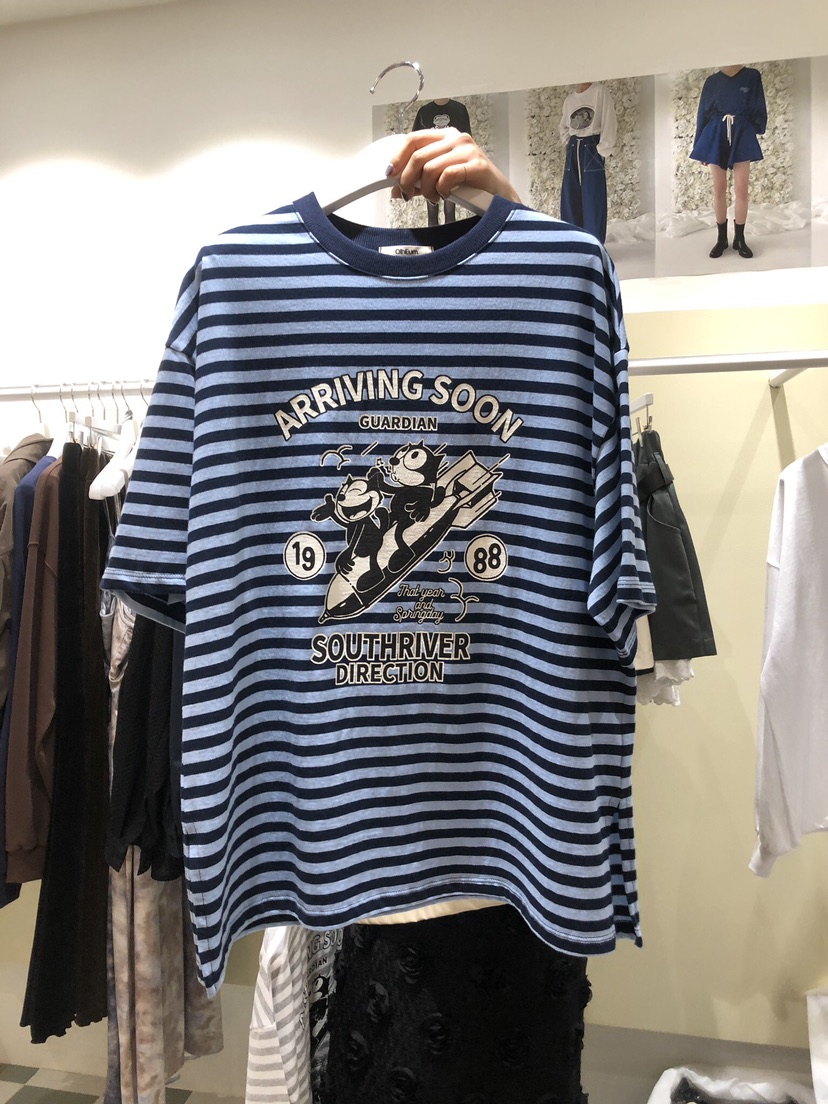 ARRIVING SOON
GUARDIAN
19
88
That year
and
Springday
SOUTHRIVER
DIRECTION